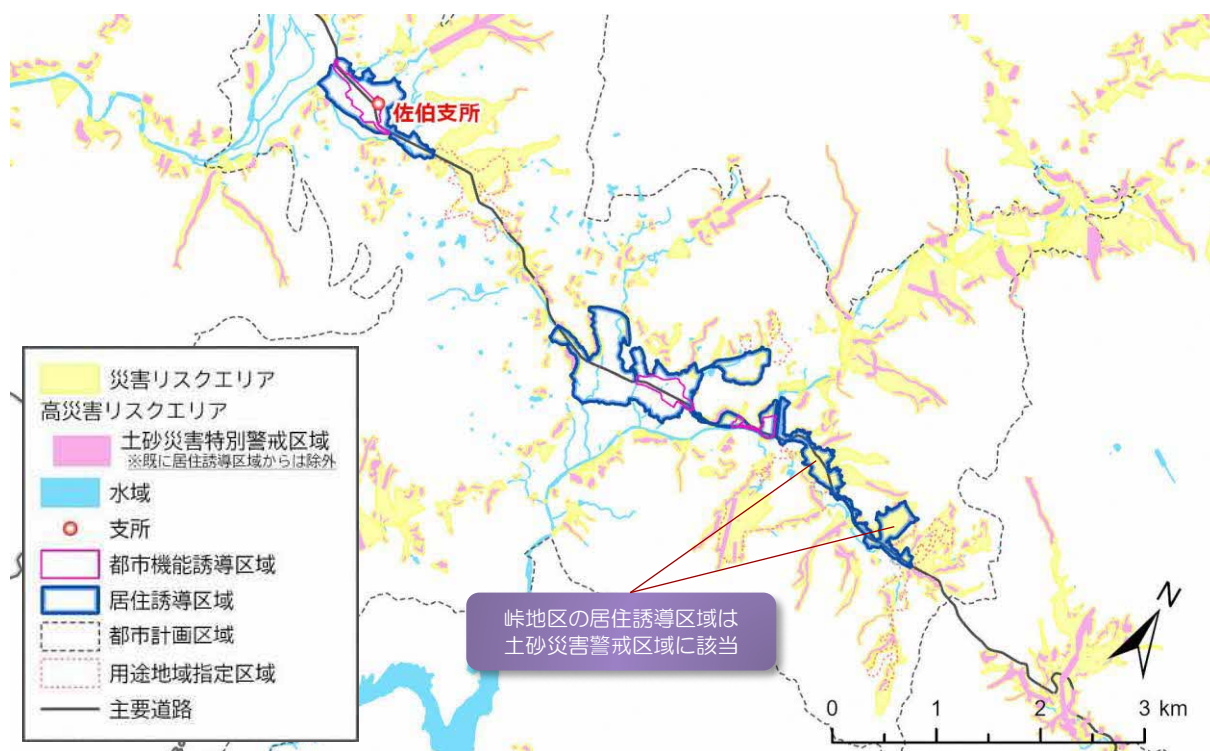 佐伯支所
災害リスクエリア
高災害リスクエリア
土砂災害特別警戒区域
※既に居住誘導区域からは除外
水域
支所
都市機能誘導区域
居住誘導区域
都市計画区域
用途地域指定区域
主要道路
峠地区の居住誘導区域は
土砂災害警戒区域に該当
N
0 1 2 3 km